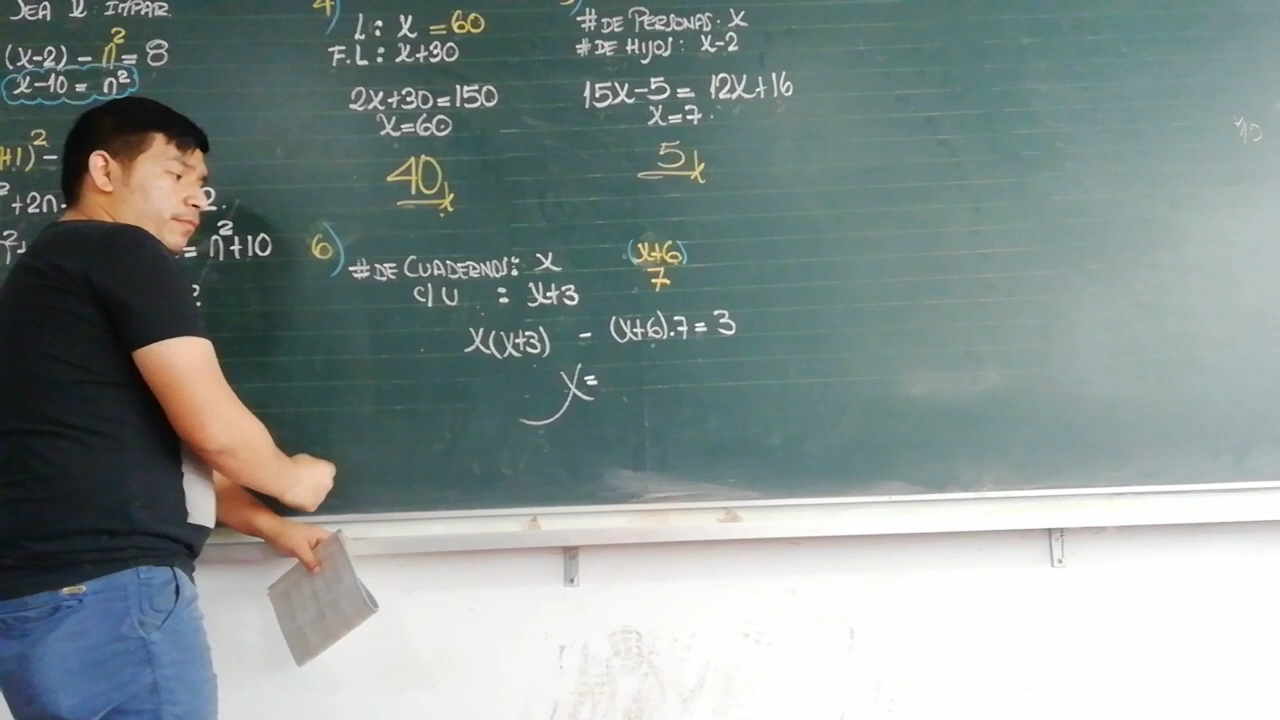 SEA n IMPAR
(x-2) - n² = 8
x-10 = n²
+1)² -
² +2n
= n²+10
?
4)
L: x = 60
F.L: x+30
2x+30=150
x=60
40
# DE PERSONAS: x
# DE HIJOS: x-2
15x-5= 12x+16
x=7.
5
6)
# DE CUADERNOS: x
c/u : x+3
(x+6)
7
x(x+3) - (x+6).7=3
x=